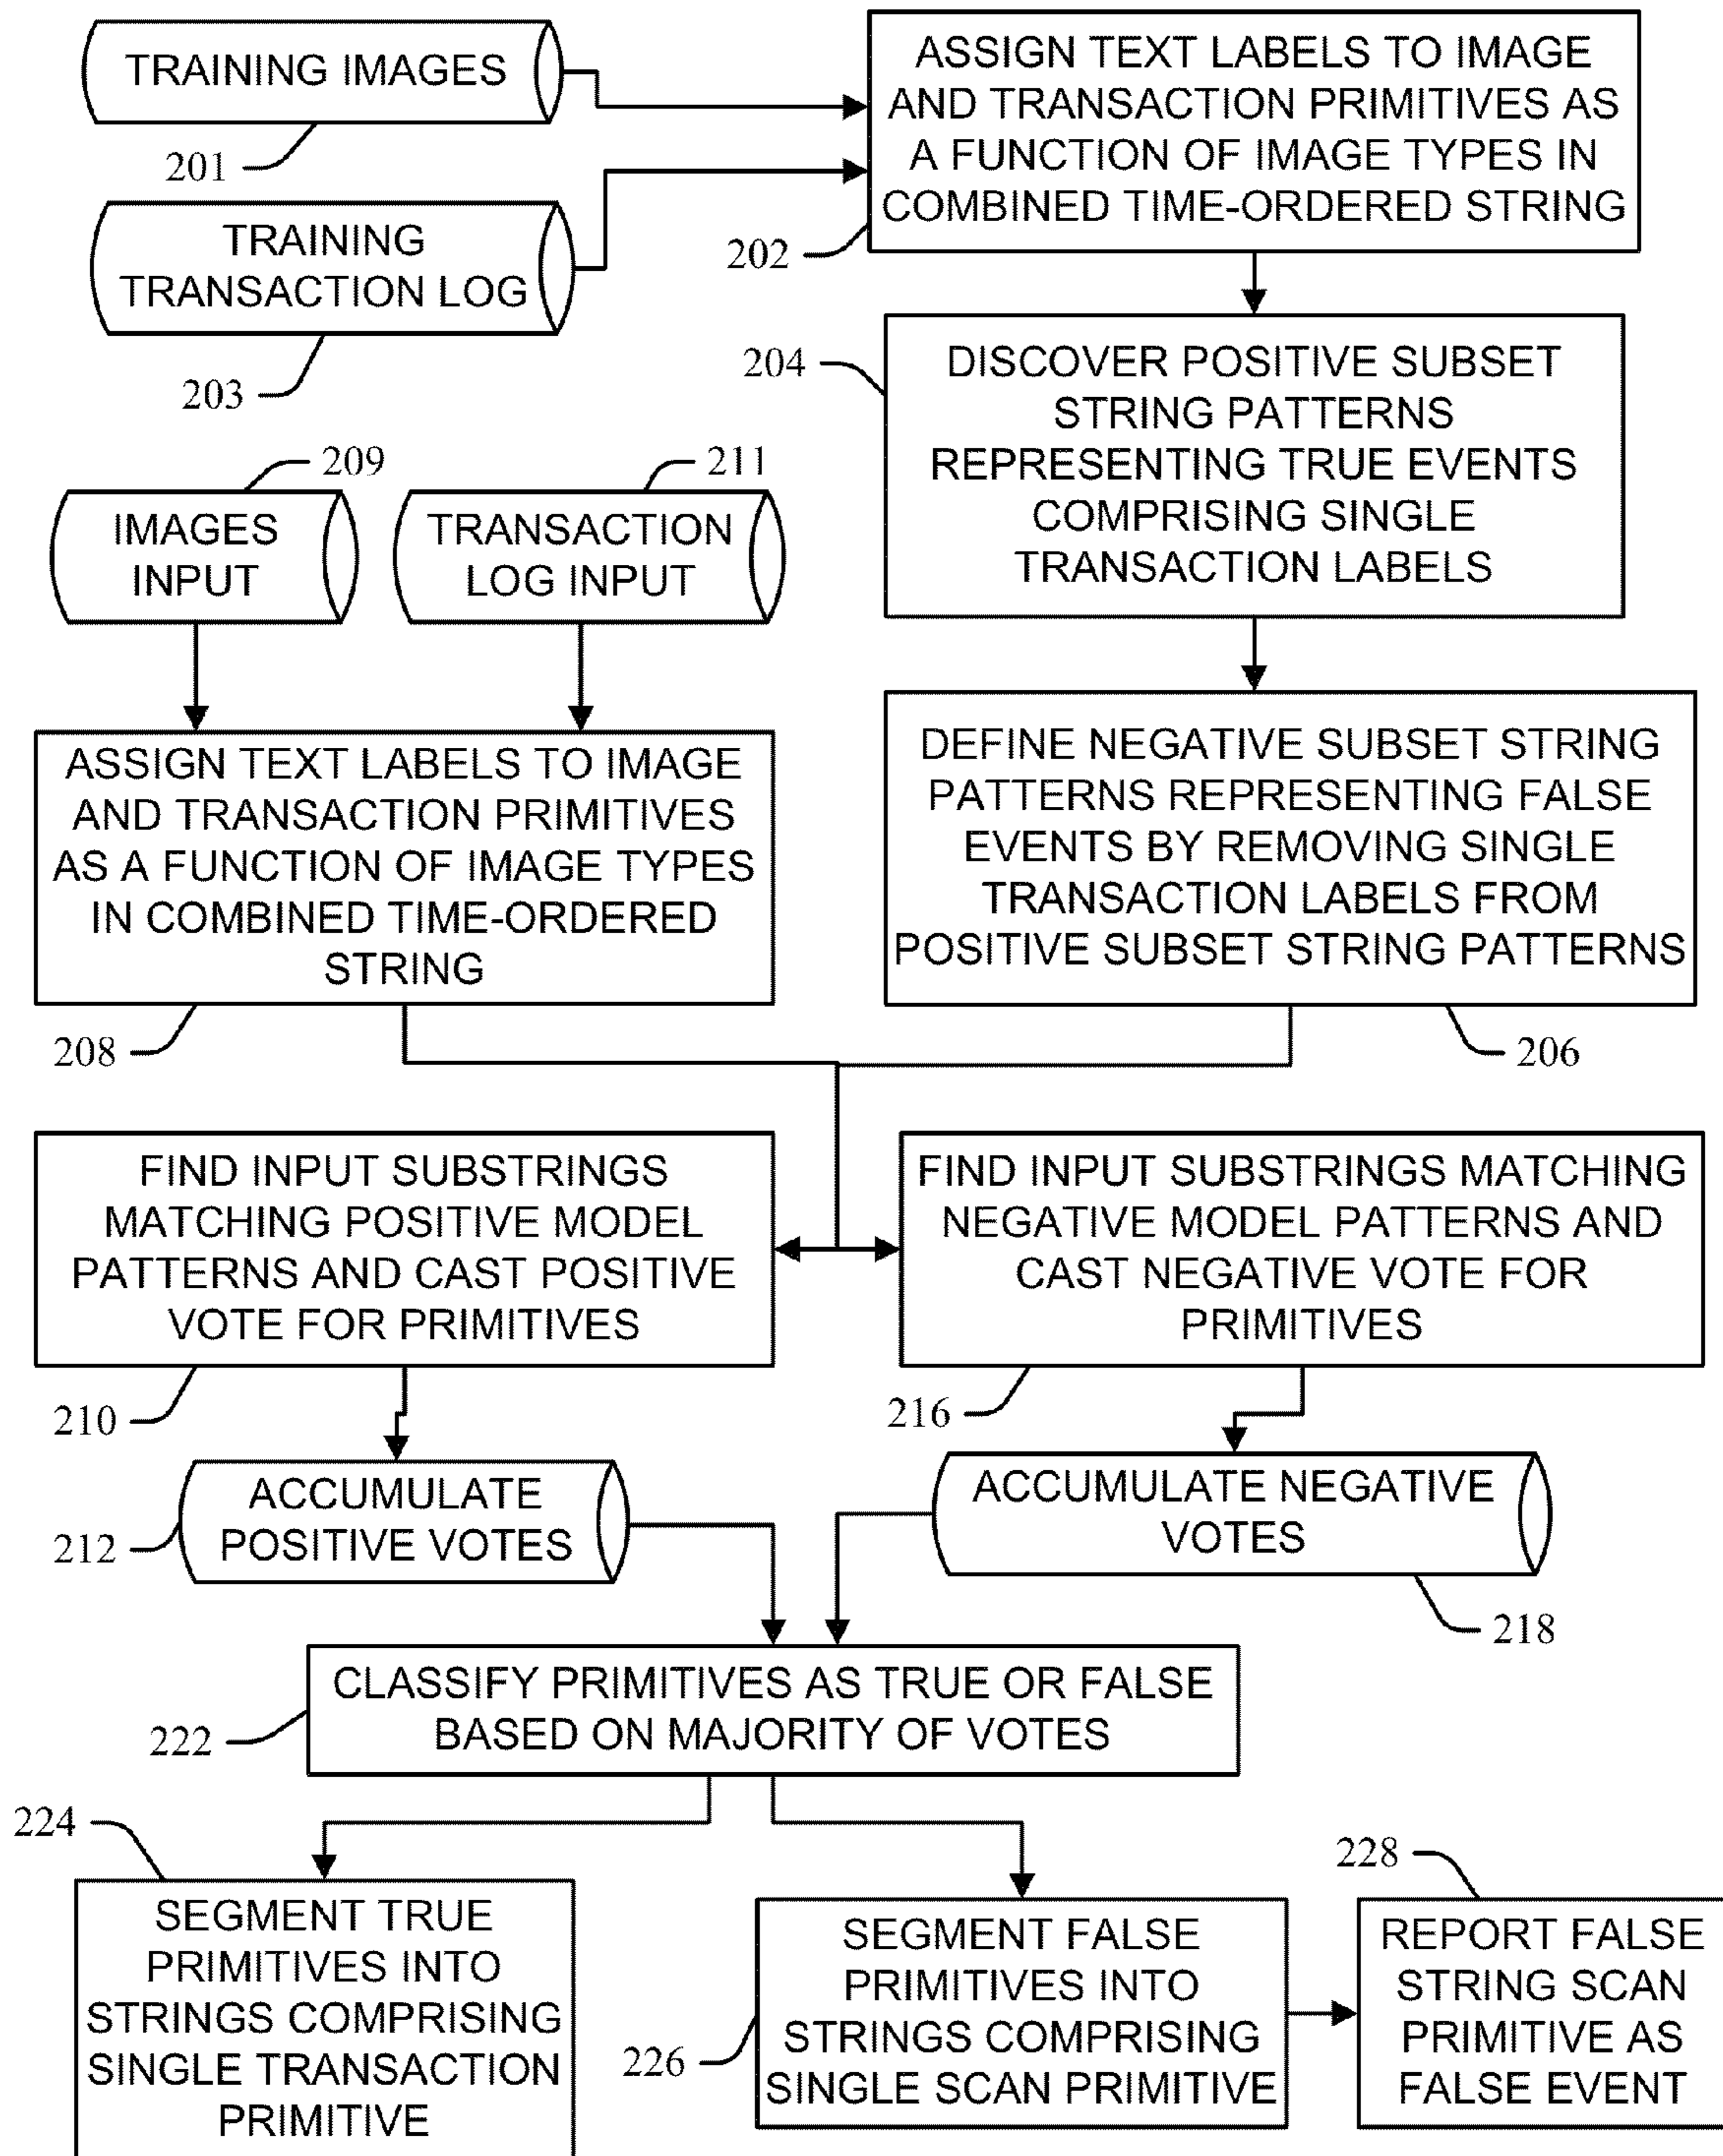 TRAINING IMAGES
201
TRAINING
TRANSACTION LOG
203
ASSIGN TEXT LABELS TO IMAGE
AND TRANSACTION PRIMITIVES AS
A FUNCTION OF IMAGE TYPES IN
COMBINED TIME-ORDERED STRING
202
204
DISCOVER POSITIVE SUBSET
STRING PATTERNS
REPRESENTING TRUE EVENTS
COMPRISING SINGLE
TRANSACTION LABELS
209
IMAGES
INPUT
211
TRANSACTION
LOG INPUT
ASSIGN TEXT LABELS TO IMAGE
AND TRANSACTION PRIMITIVES
AS A FUNCTION OF IMAGE TYPES
IN COMBINED TIME-ORDERED
STRING
208
DEFINE NEGATIVE SUBSET STRING
PATTERNS REPRESENTING FALSE
EVENTS BY REMOVING SINGLE
TRANSACTION LABELS FROM
POSITIVE SUBSET STRING PATTERNS
206
FIND INPUT SUBSTRINGS
MATCHING POSITIVE MODEL
PATTERNS AND CAST POSITIVE
VOTE FOR PRIMITIVES
210
FIND INPUT SUBSTRINGS MATCHING
NEGATIVE MODEL PATTERNS AND
CAST NEGATIVE VOTE FOR
PRIMITIVES
216
ACCUMULATE
POSITIVE VOTES
212
ACCUMULATE NEGATIVE
VOTES
218
CLASSIFY PRIMITIVES AS TRUE OR FALSE
BASED ON MAJORITY OF VOTES
222
224
SEGMENT TRUE
PRIMITIVES INTO
STRINGS COMPRISING
SINGLE TRANSACTION
PRIMITIVE
SEGMENT FALSE
PRIMITIVES INTO
STRINGS COMPRISING
SINGLE SCAN PRIMITIVE
226
228
REPORT FALSE
STRING SCAN
PRIMITIVE AS
FALSE EVENT